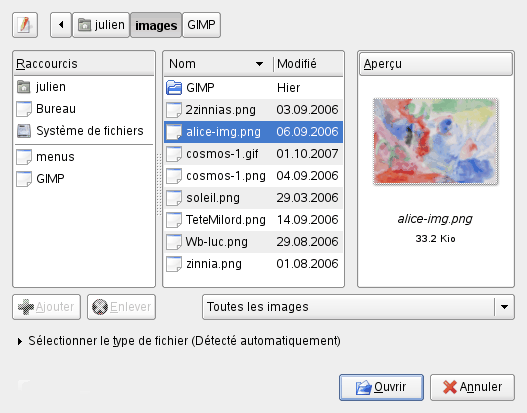 julien images GIMP
Raccourcis
julien
Bureau
Système de fichiers
menus
GIMP
Nom Modifié
GIMP Hier
2zinnias.png 03.09.2006
alice-img.png 06.09.2006
cosmos-1.gif 01.10.2007
cosmos-1.png 04.09.2006
soleil.png 29.03.2006
TeteMilord.png 14.09.2006
Wb-luc.png 29.08.2006
zinnia.png 01.08.2006
Aperçu
alice-img.png
33.2 Kio
Ajouter Enlever
Toutes les images
Sélectionner le type de fichier (Détecté automatiquement)
Ouvrir Annuler